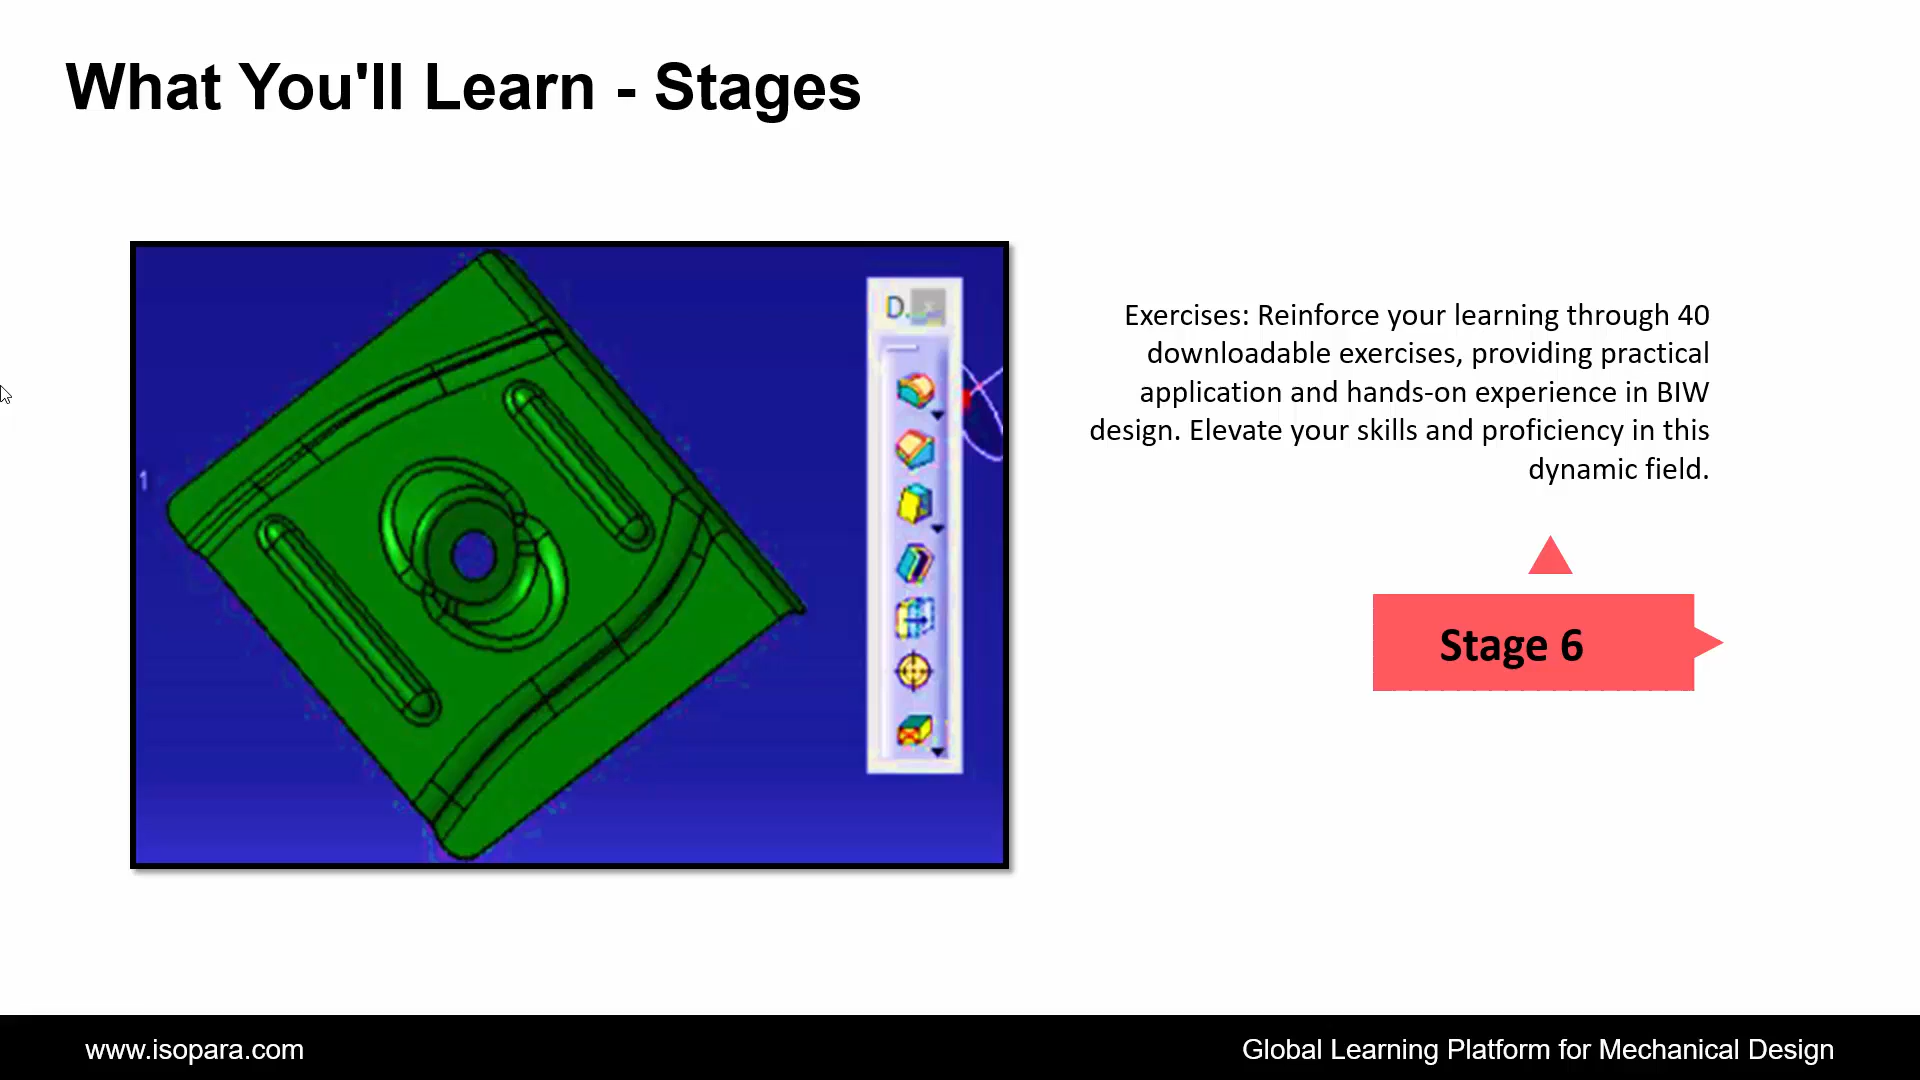 What You'll Learn - Stages
1
D.
Exercises: Reinforce your learning through 40
downloadable exercises, providing practical
application and hands-on experience in BIW
design. Elevate your skills and proficiency in this
dynamic field.
Stage 6
www.isopara.com
Global Learning Platform for Mechanical Design